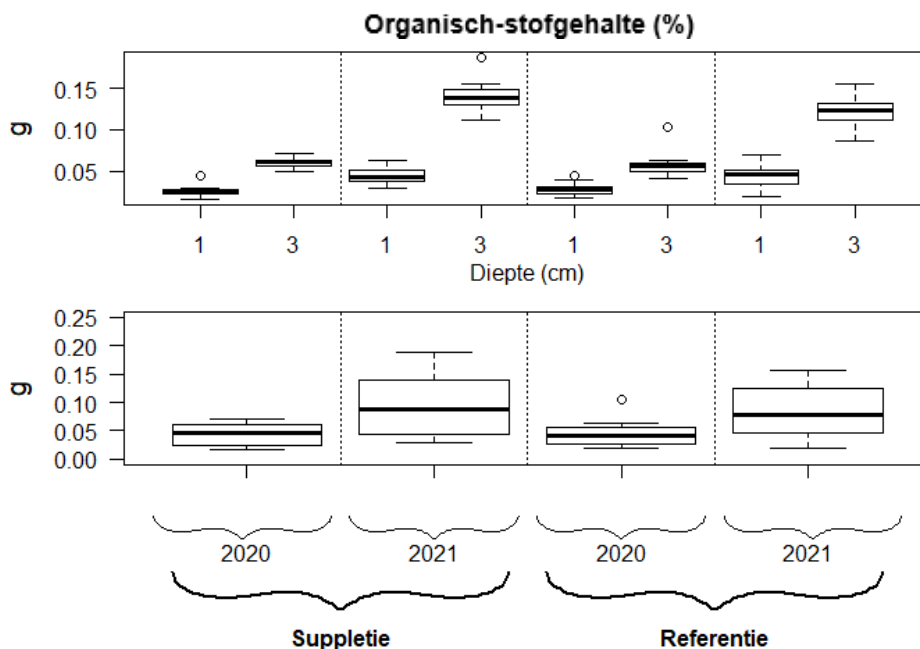 Organisch-stofgehalte (%)
g
0.15
0.10
0.05
1 3 1 3 1 3 1 3
Diepte (cm)
g
0.25
0.20
0.15
0.10
0.05
0.00
2020 2021 2020 2021
Suppletie Referentie